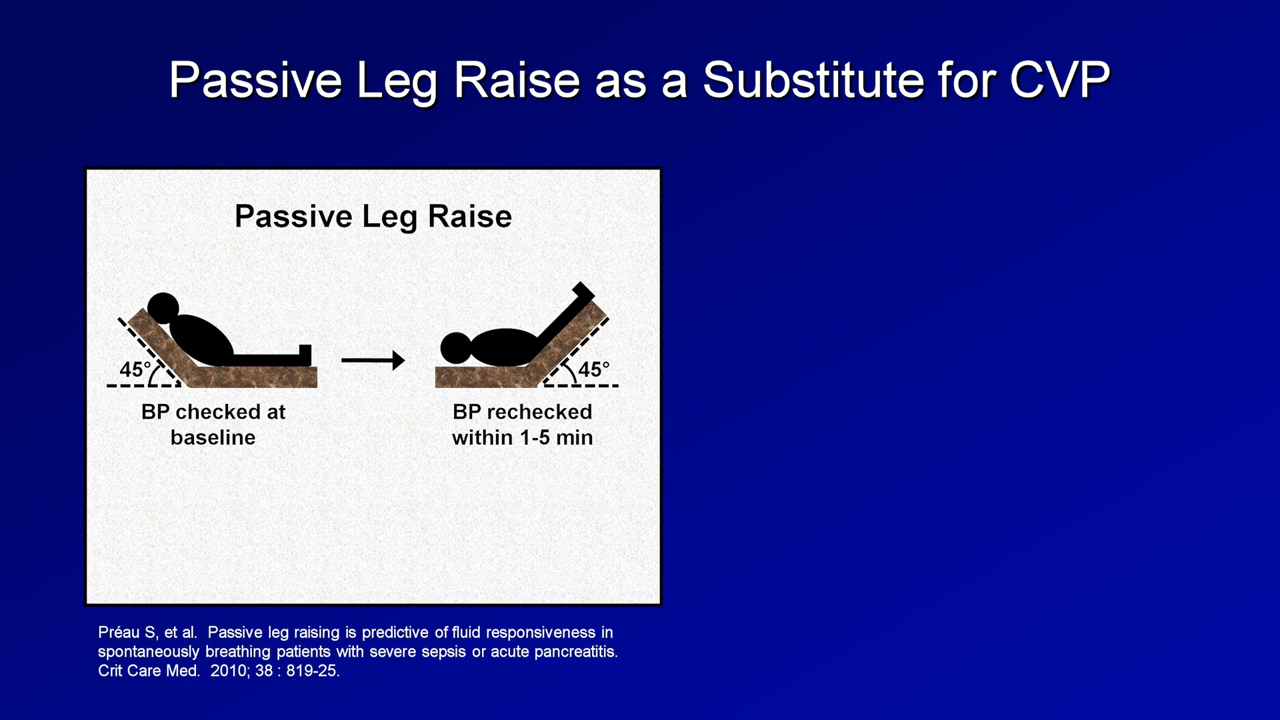 Passive Leg Raise as a Substitute for CVP
Passive Leg Raise
45°
45°
BP checked at
baseline
BP rechecked
within 1-5 min
Préau S, et al.  Passive leg raising is predictive of fluid responsiveness in
spontaneously breathing patients with severe sepsis or acute pancreatitis.
Crit Care Med.  2010; 38 : 819-25.